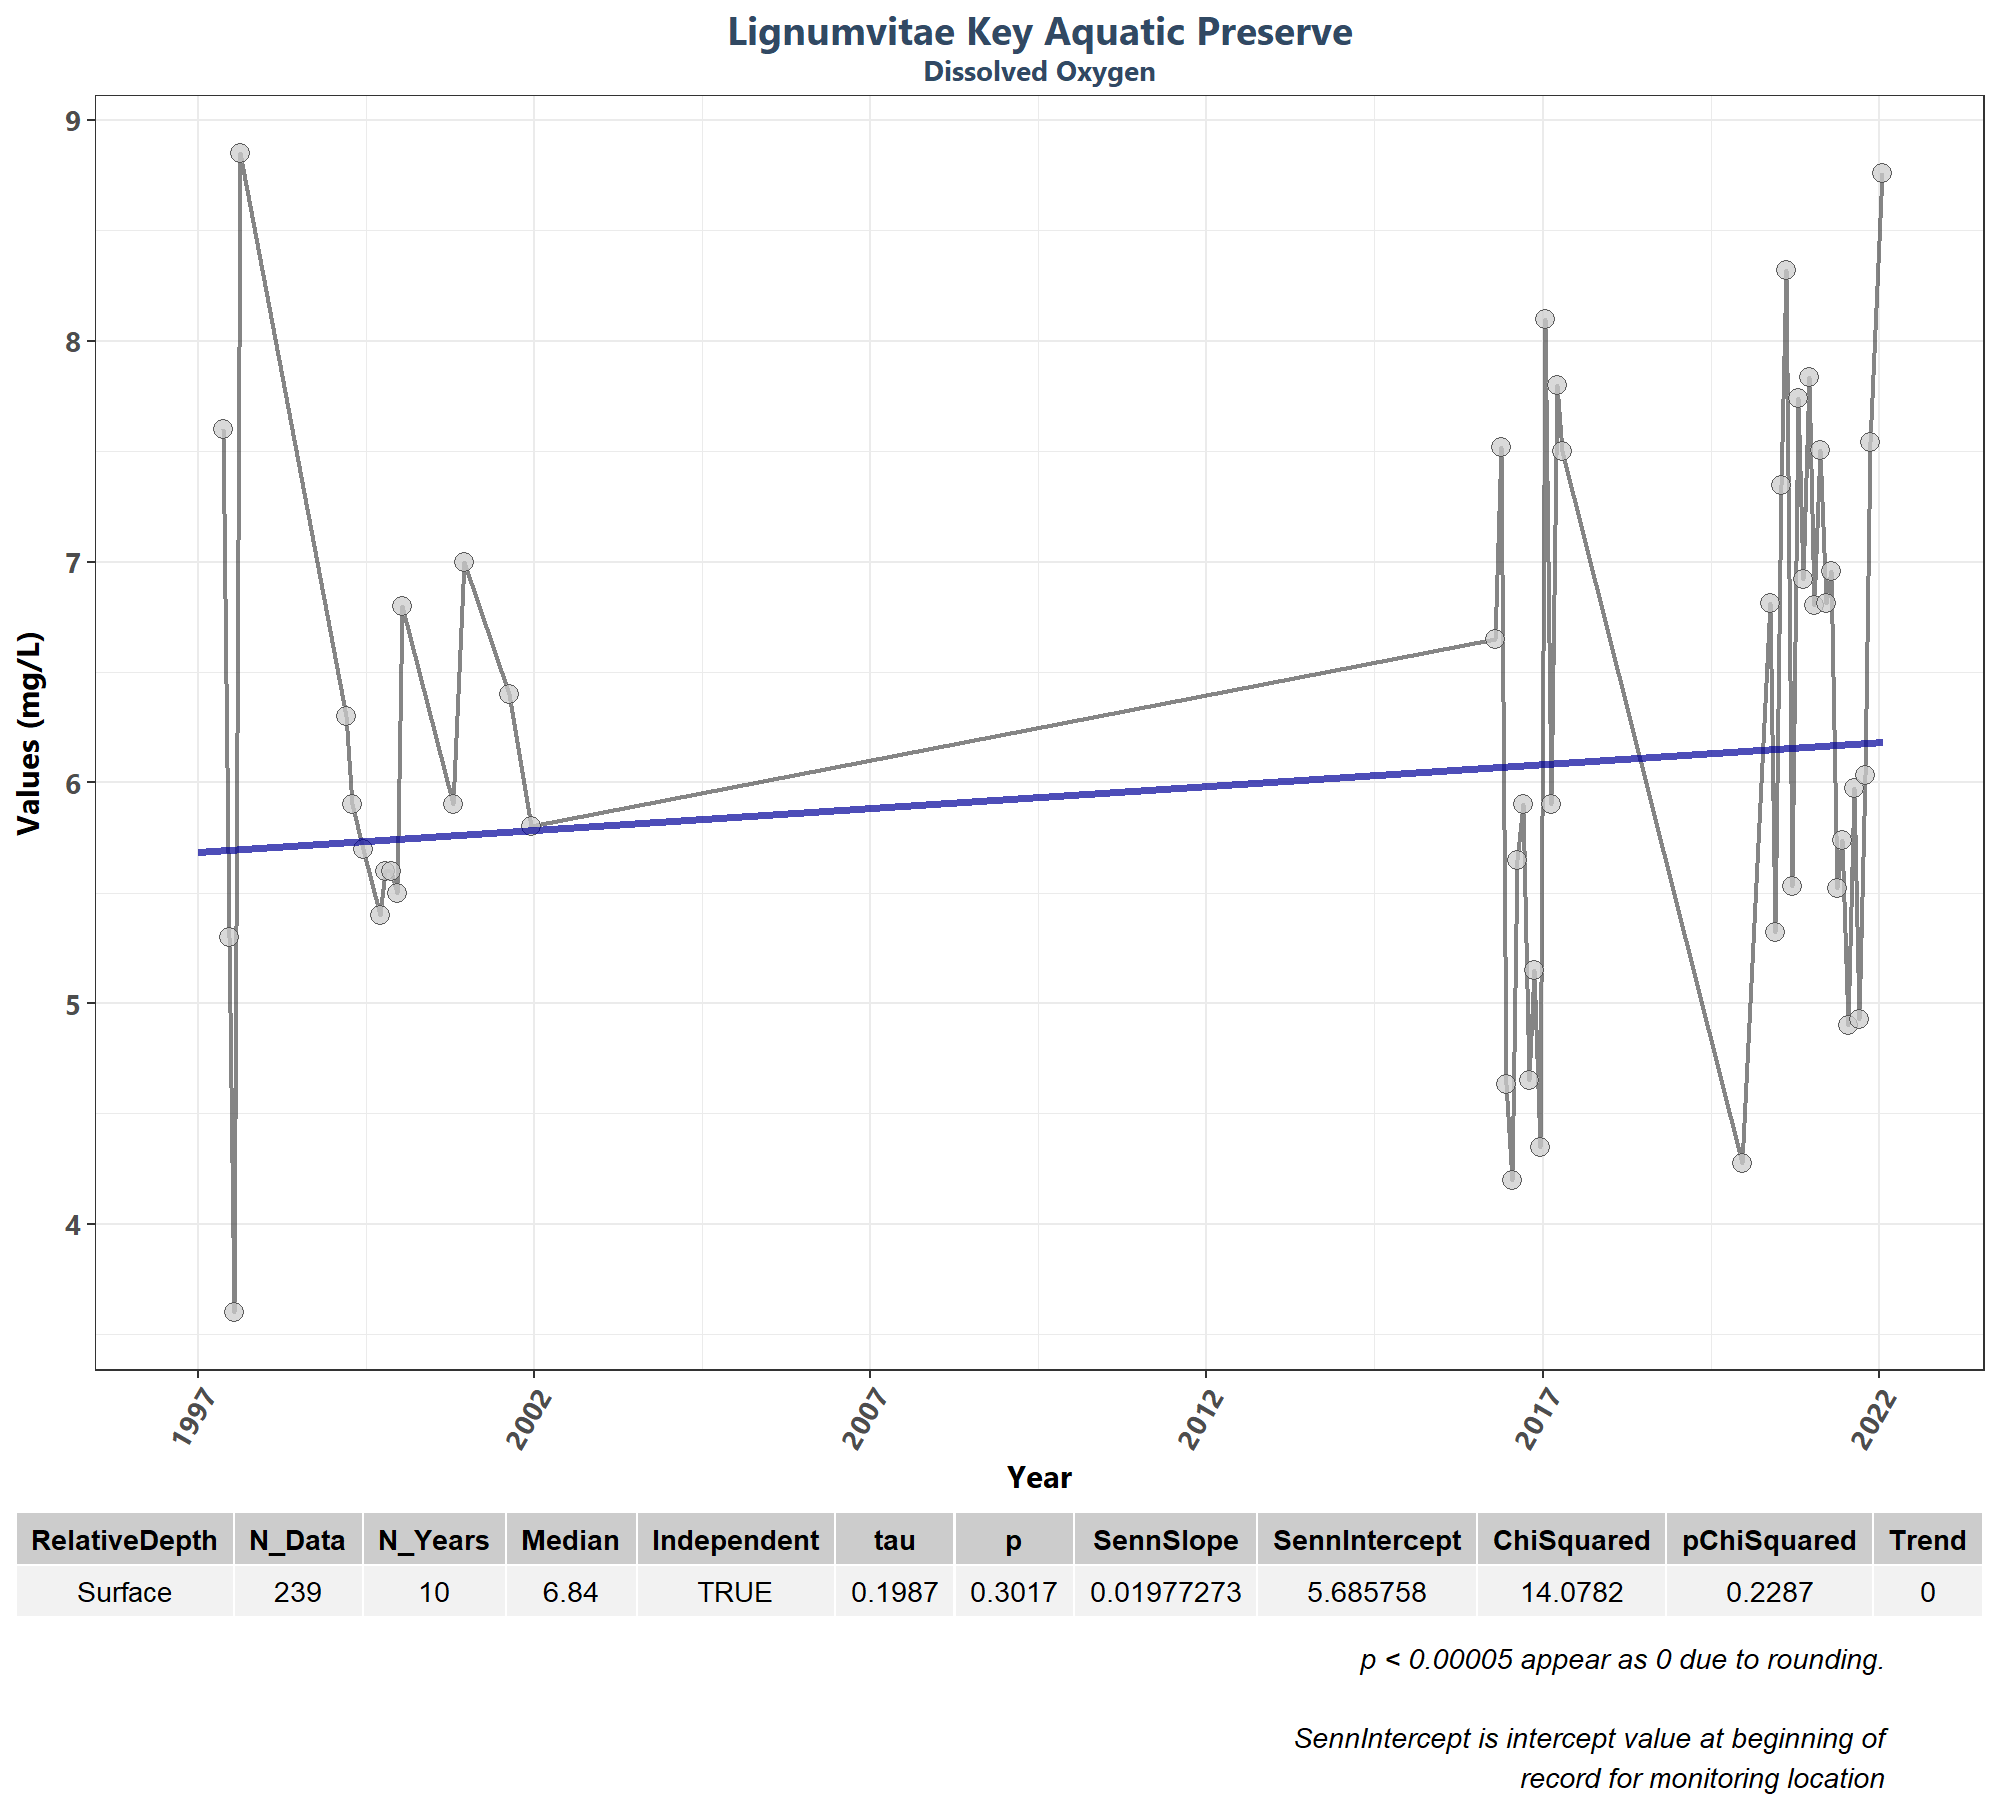 Lignumvitae Key Aquatic Preserve
Dissolved Oxygen
9
8
7
6
5
4
Values (mg/L)
1997
2002
2007
2012
2017
2022
Year
RelativeDepth N_Data N_Years Median Independent tau p SennSlope SennIntercept ChiSquared pChiSquared Trend
Surface 239 10 6.84 TRUE 0.1987 0.3017 0.01977273 5.685758 14.0782 0.2287 0
p < 0.00005 appear as 0 due to rounding.
SennIntercept is intercept value at beginning of
record for monitoring location